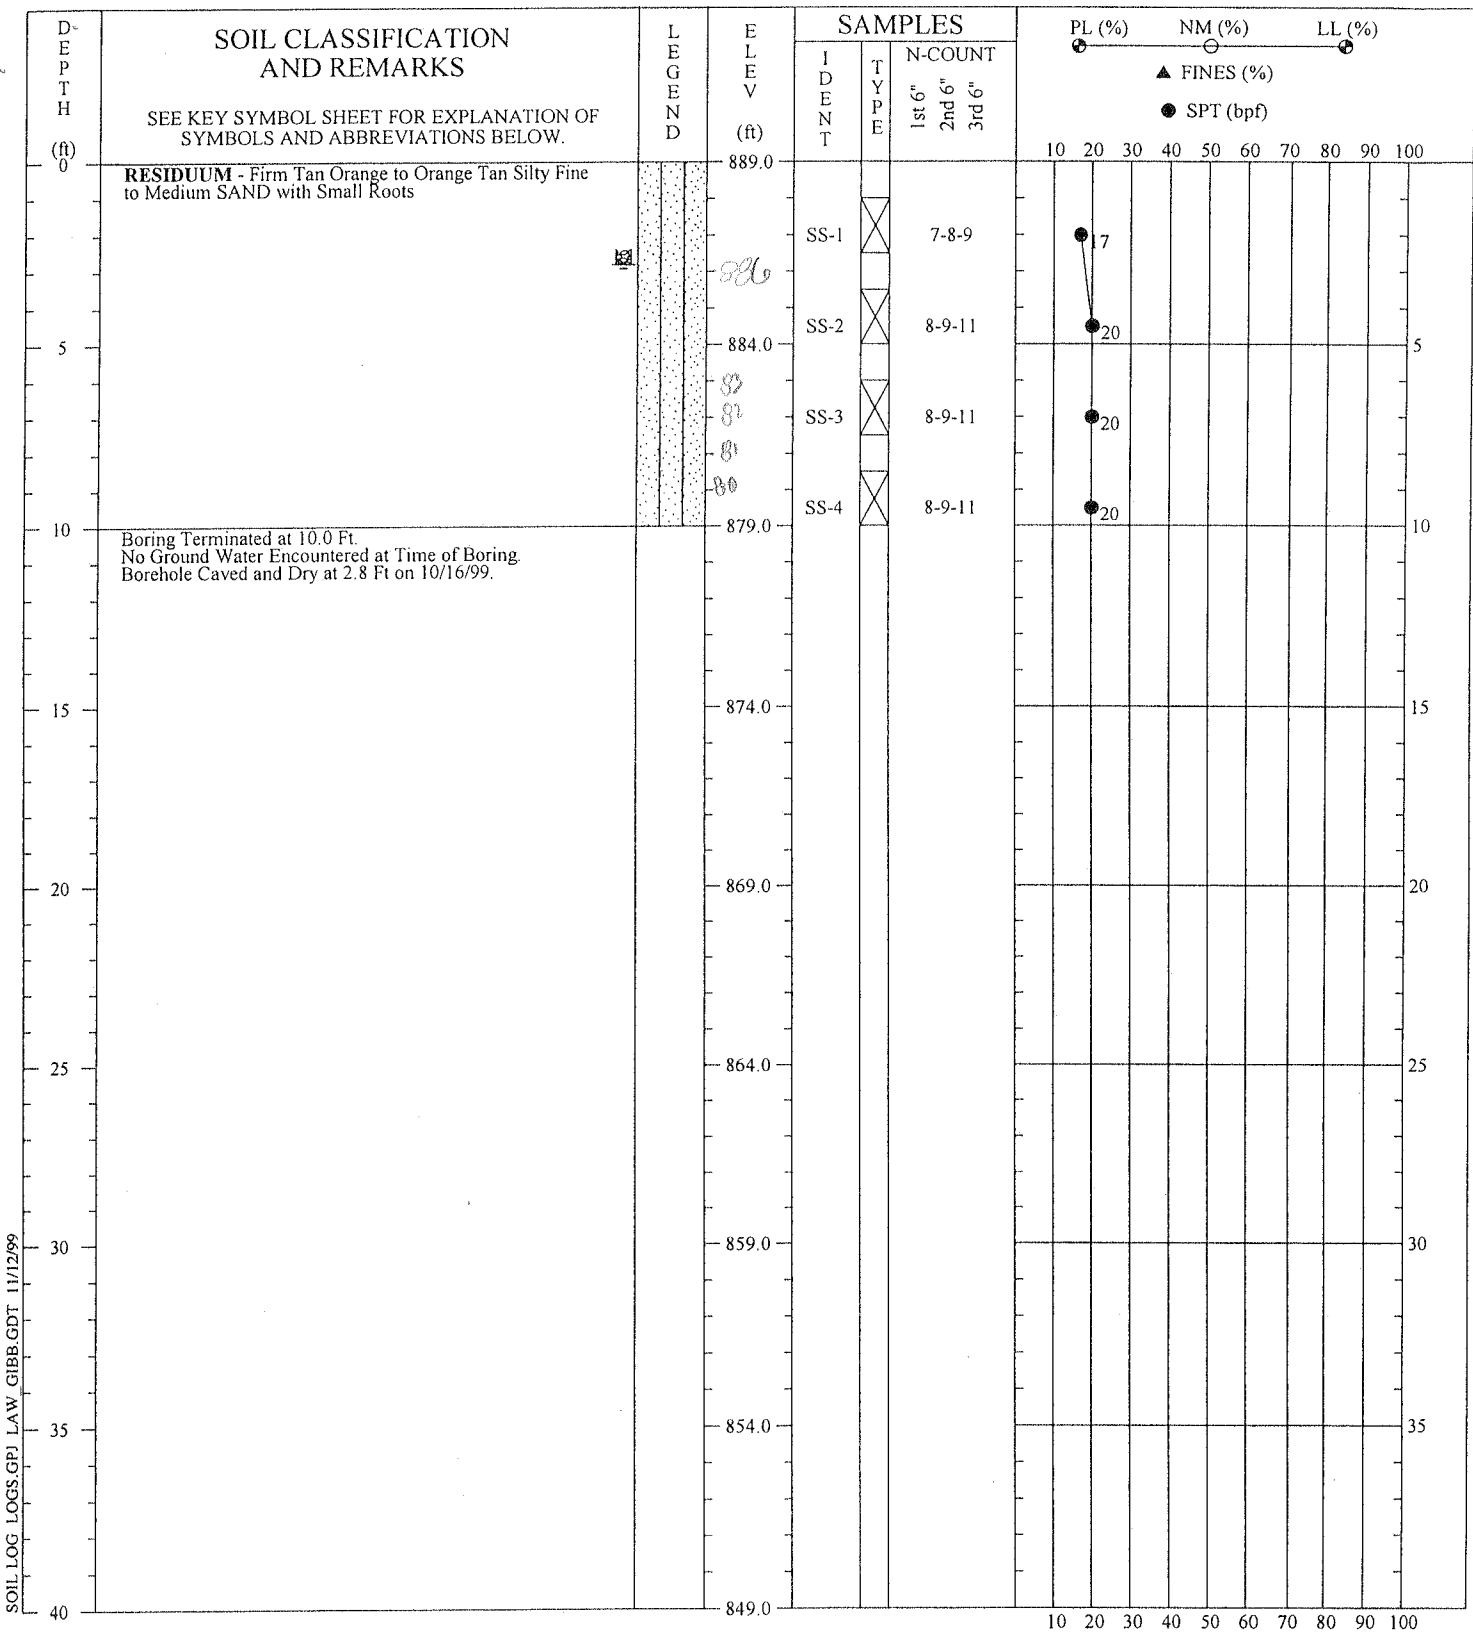 DEPTH (ft)
SOIL CLASSIFICATION
AND REMARKS
SEE KEY SYMBOL SHEET FOR EXPLANATION OF
SYMBOLS AND ABBREVIATIONS BELOW.
LEGEND
ELEV (ft)
SAMPLES
IDENT
TYPE
N-COUNT
1st 6"
2nd 6"
3rd 6"
PL (%) NM (%) LL (%)
▲ FINES (%)
● SPT (bpf)
10 20 30 40 50 60 70 80 90 100
0 889.0
RESIDUUM - Firm Tan Orange to Orange Tan Silty Fine
to Medium SAND with Small Roots
SS-1 7-8-9 17
886
SS-2 8-9-11 20
5 884.0 5
SS-3 8-9-11 20
81
80
SS-4 8-9-11 20
10 879.0 10
Boring Terminated at 10.0 Ft.
No Ground Water Encountered at Time of Boring.
Borehole Caved and Dry at 2.8 Ft on 10/16/99.
15 874.0 15
20 869.0 20
25 864.0 25
30 859.0 30
35 854.0 35
40 849.0
10 20 30 40 50 60 70 80 90 100
SOIL LOG LOGS.GPJ LAW_GIBB.GDT 11/12/99